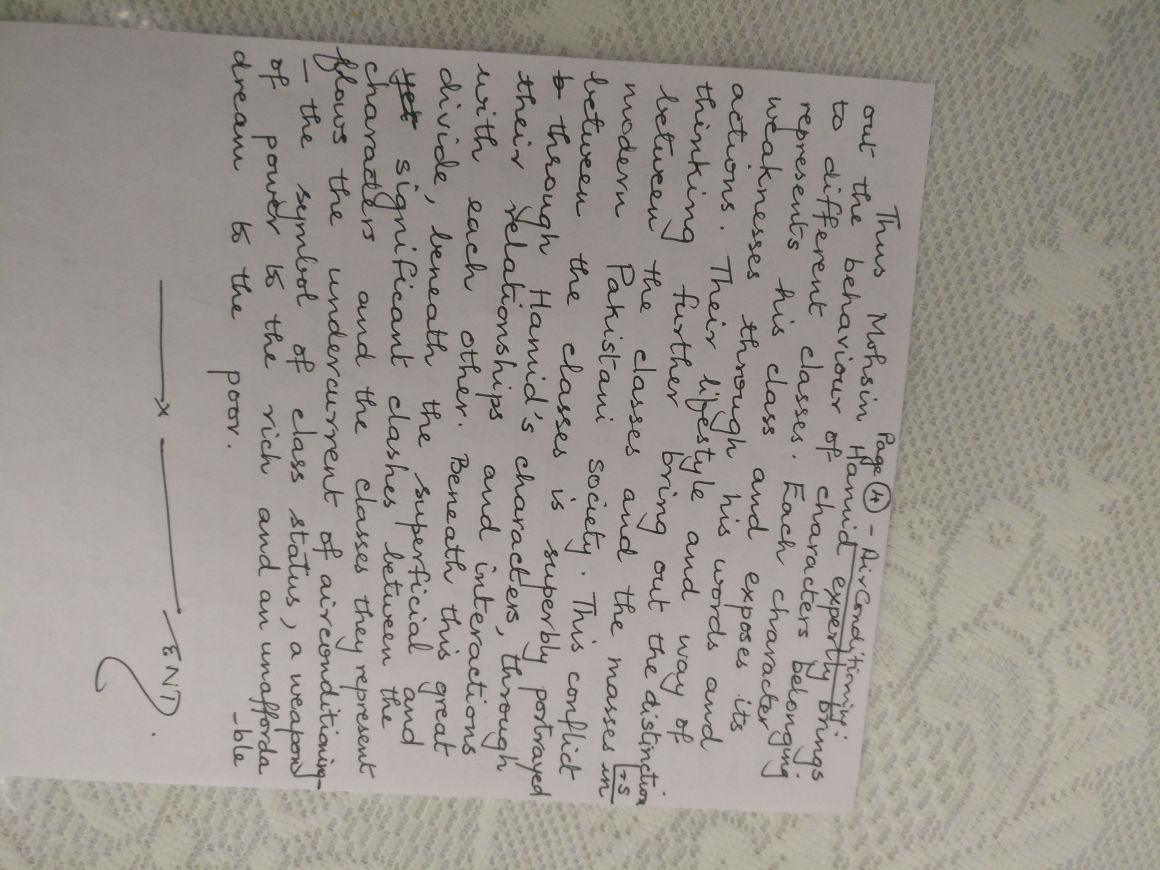 Page 4 - AirConditioning:
Thus Mohsin Hamid expertly brings
out the behaviour of characters belonging
to different classes. Each character
represents his class and exposes its
weaknesses through his words and
actions. Their lifestyle and way of
thinking further bring out the distinction
-s
between the classes and the masses in
modern Pakistani society. This conflict
between the classes is superbly portrayed
b through Hamid's characters, through
their relationships and interactions
with each other. Beneath this great
divide, beneath the superficial and
yet significant clashes between the
characters and the classes they represent
flows the undercurrent of airconditioning-
- the symbol of class status, a weapon
of power to the rich and an unafforda
-ble
dream to the poor.
x END.